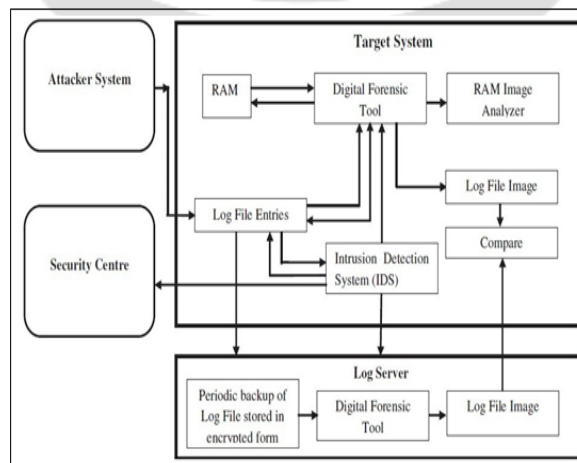 Target System
Attacker System
RAM
Digital Forensic
Tool
RAM Image
Analyzer
Log File Image
Log File Entries
Compare
Security Centre
Intrusion Detection
System (IDS)
Log Server
Periodic backup of
Log File stored in
encrypted form
Digital Forensic
Tool
Log File Image